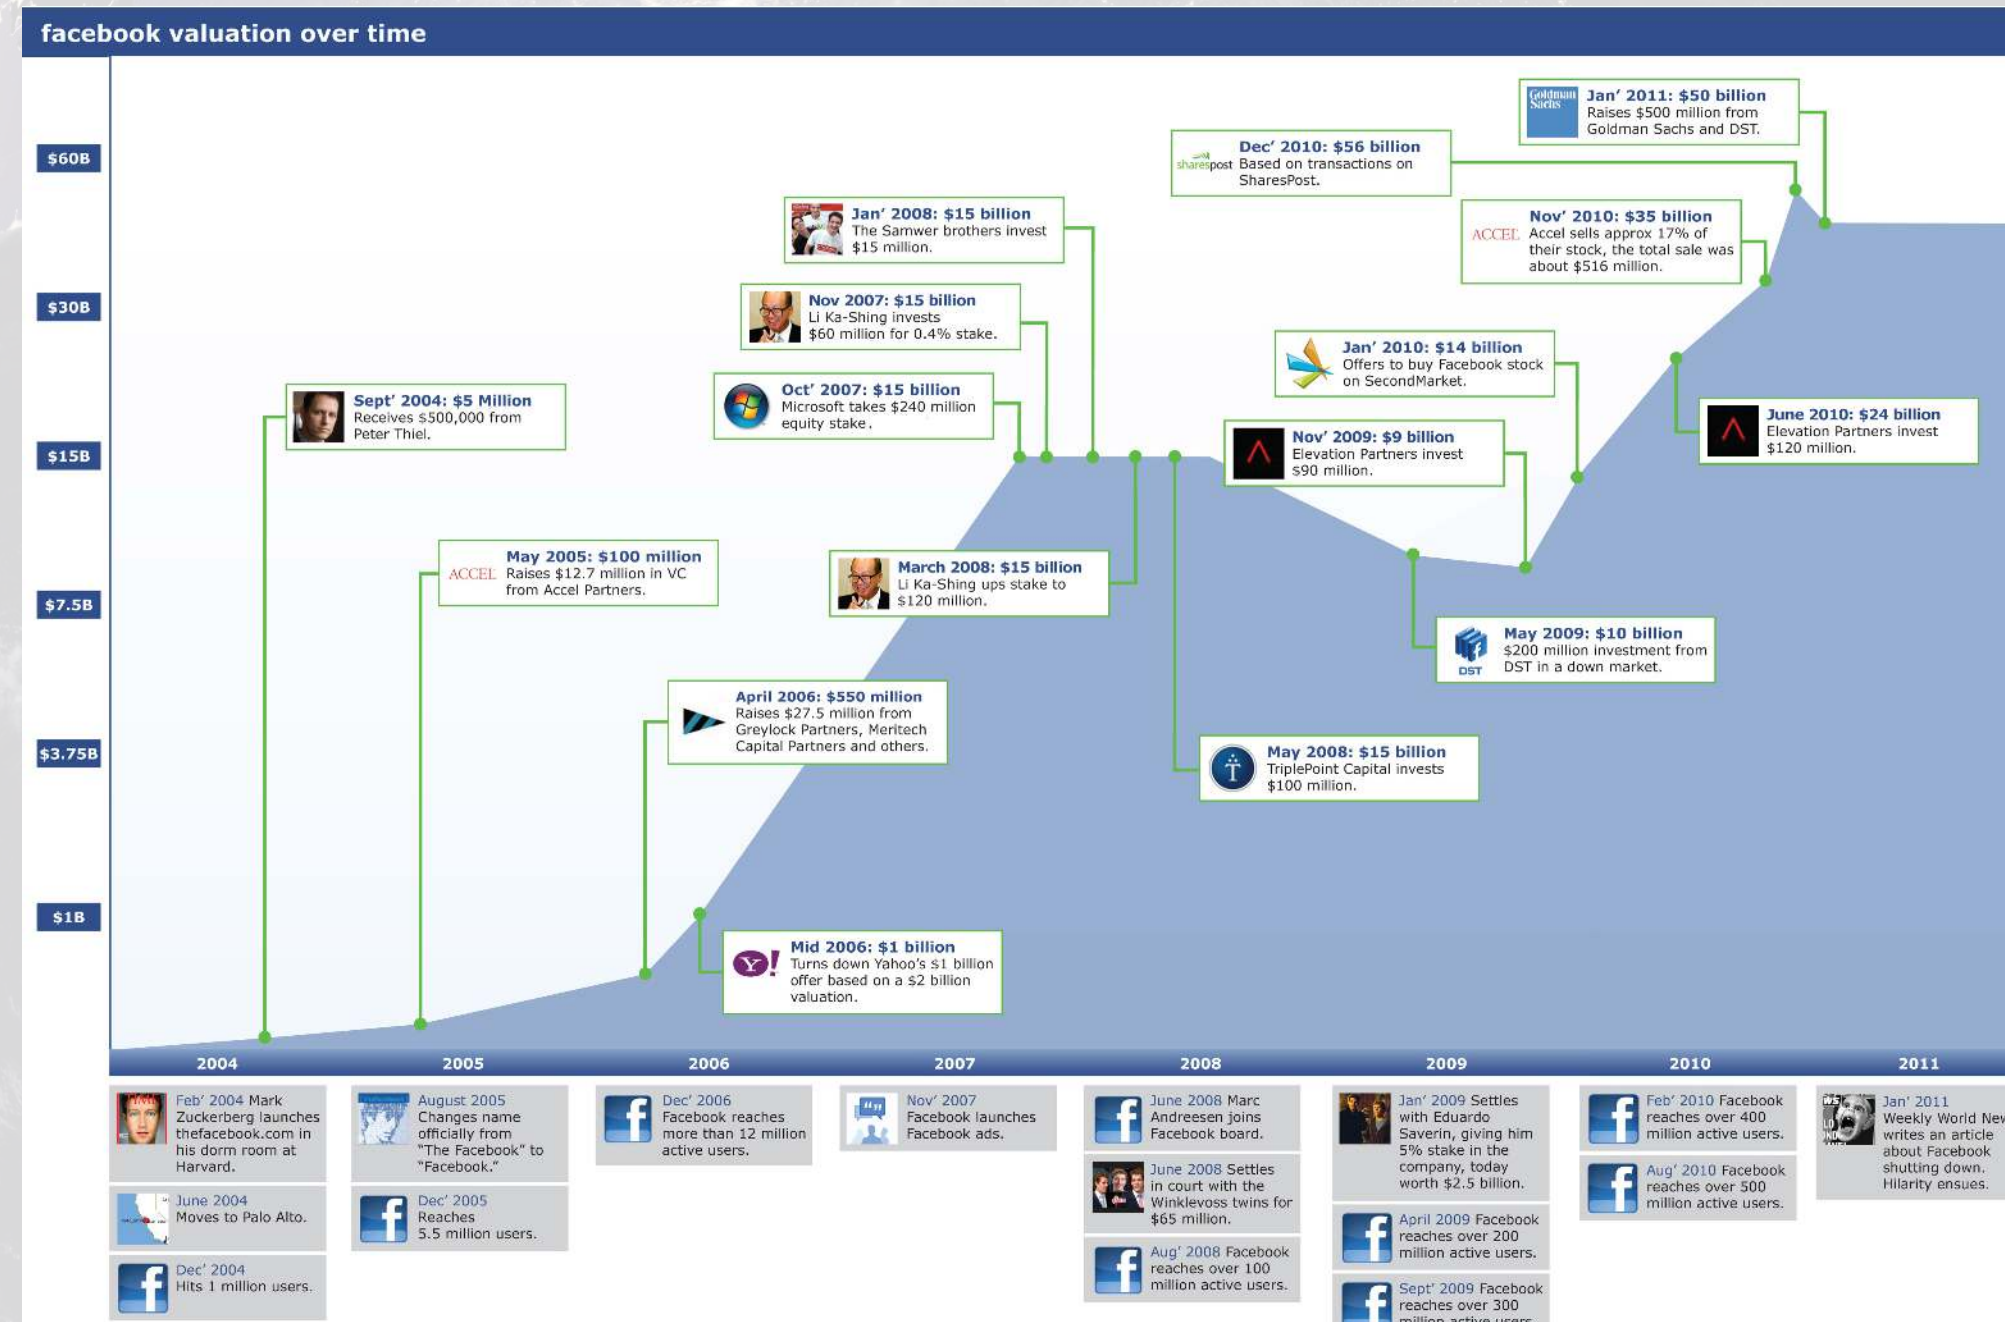 facebook valuation over time
$60B
$30B
$15B
$7.5B
$3.75B
$1B
Sept' 2004: $5 Million
Receives $500,000 from
Peter Thiel.
ACCEL
May 2005: $100 million
Raises $12.7 million in VC
from Accel Partners.
April 2006: $550 million
Raises $27.5 million from
Greylock Partners, Meritech
Capital Partners and others.
Y!
Mid 2006: $1 billion
Turns down Yahoo's $1 billion
offer based on a $2 billion
valuation.
Oct' 2007: $15 billion
Microsoft takes $240 million
equity stake.
Nov 2007: $15 billion
Li Ka-Shing invests
$60 million for 0.4% stake.
Jan' 2008: $15 billion
The Samwer brothers invest
$15 million.
March 2008: $15 billion
Li Ka-Shing ups stake to
$120 million.
May 2008: $15 billion
TriplePoint Capital invests
$100 million.
DST
May 2009: $10 billion
$200 million investment from
DST in a down market.
Nov' 2009: $9 billion
Elevation Partners invest
$90 million.
Jan' 2010: $14 billion
Offers to buy Facebook stock
on SecondMarket.
June 2010: $24 billion
Elevation Partners invest
$120 million.
ACCEL
Nov' 2010: $35 billion
Accel sells approx 17% of
their stock, the total sale was
about $516 million.
sharespost
Dec' 2010: $56 billion
Based on transactions on
SharesPost.
Goldman
Sachs
Jan' 2011: $50 billion
Raises $500 million from
Goldman Sachs and DST.
2004
2005
2006
2007
2008
2009
2010
2011
TIME
Feb' 2004 Mark
Zuckerberg launches
thefacebook.com in
his dorm room at
Harvard.
June 2004
Moves to Palo Alto.
f
Dec' 2004
Hits 1 million users.
August 2005
Changes name
officially from
"The Facebook" to
"Facebook."
f
Dec' 2005
Reaches
5.5 million users.
f
Dec' 2006
Facebook reaches
more than 12 million
active users.
Nov' 2007
Facebook launches
Facebook ads.
f
June 2008 Marc
Andreesen joins
Facebook board.
June 2008 Settles
in court with the
Winklevoss twins for
$65 million.
f
Aug' 2008 Facebook
reaches over 100
million active users.
Jan' 2009 Settles
with Eduardo
Saverin, giving him
5% stake in the
company, today
worth $2.5 billion.
f
April 2009 Facebook
reaches over 200
million active users.
f
Sept' 2009 Facebook
reaches over 300
million active users
f
Feb' 2010 Facebook
reaches over 400
million active users.
f
Aug' 2010 Facebook
reaches over 500
million active users.
Jan' 2011
Weekly World New
writes an article
about Facebook
shutting down.
Hilarity ensues.